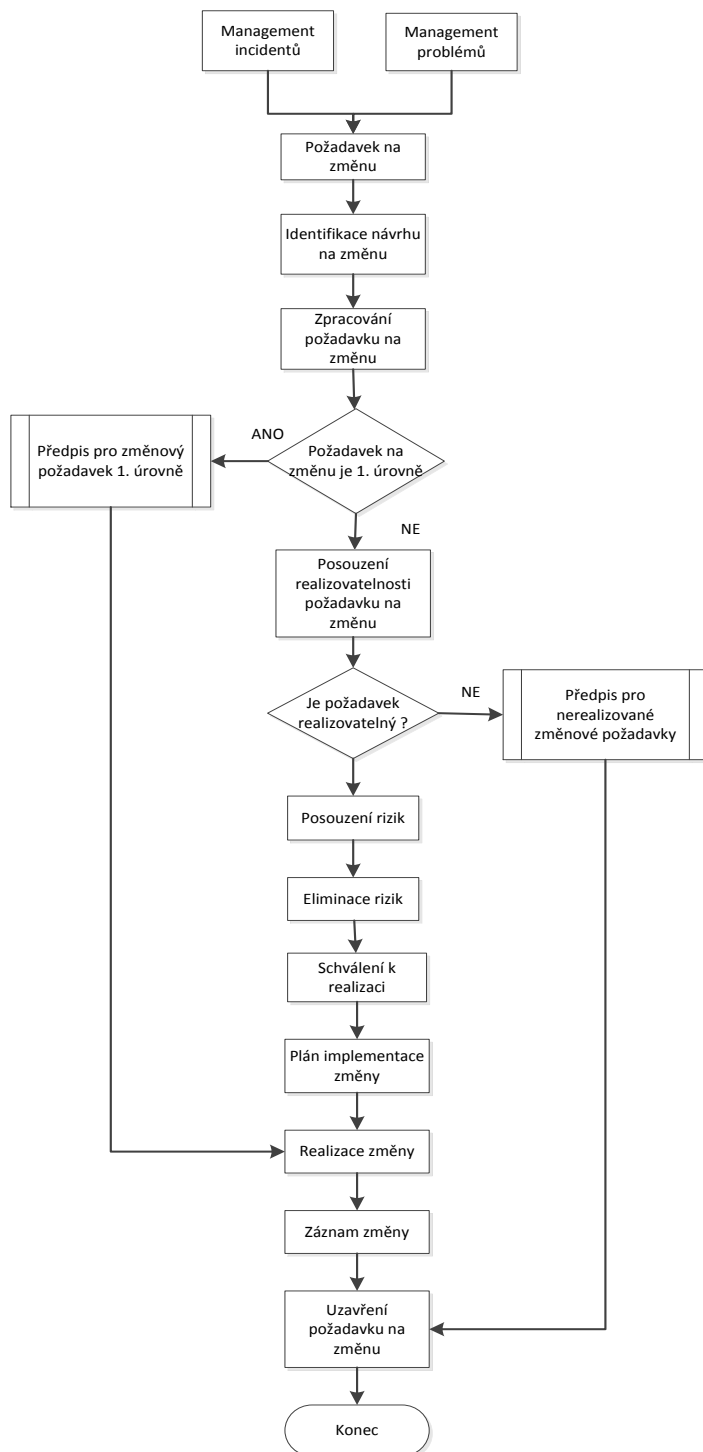 Management
incidentů
Management
problémů
Požadavek na
změnu
Identifikace návrhu
na změnu
Zpracování
požadavku na
změnu
ANO
Předpis pro změnový
požadavek 1. úrovně
Požadavek na
změnu je 1. úrovně
NE
Posouzení
realizovatelnosti
požadavku na
změnu
Je požadavek
realizovatelný ?
NE
Předpis pro
nerealizované
změnové požadavky
Posouzení rizik
Eliminace rizik
Schválení k
realizaci
Plán implementace
změny
Realizace změny
Záznam změny
Uzavření
požadavku na
změnu
Konec